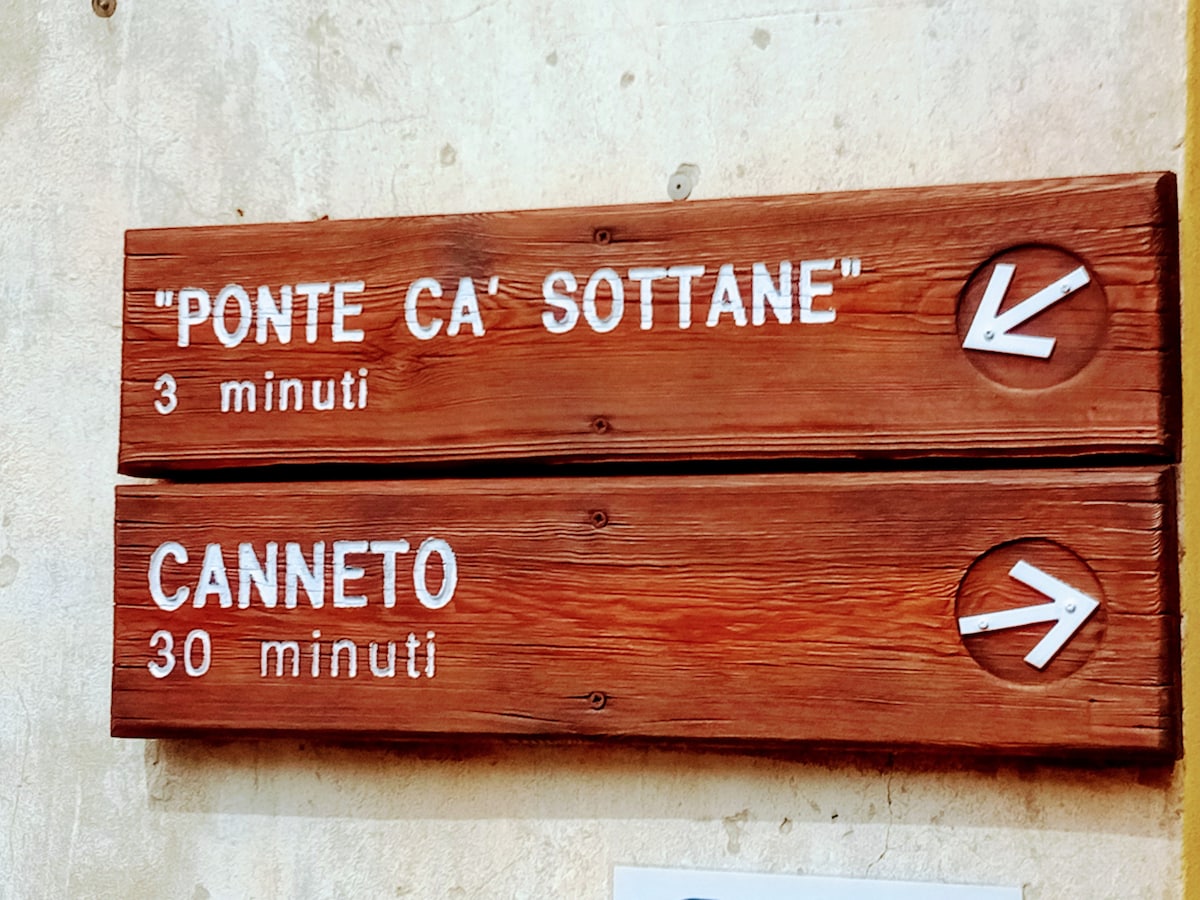 "PONTE CA' SOTTANE"
3 minuti
CANNETO
30 minuti